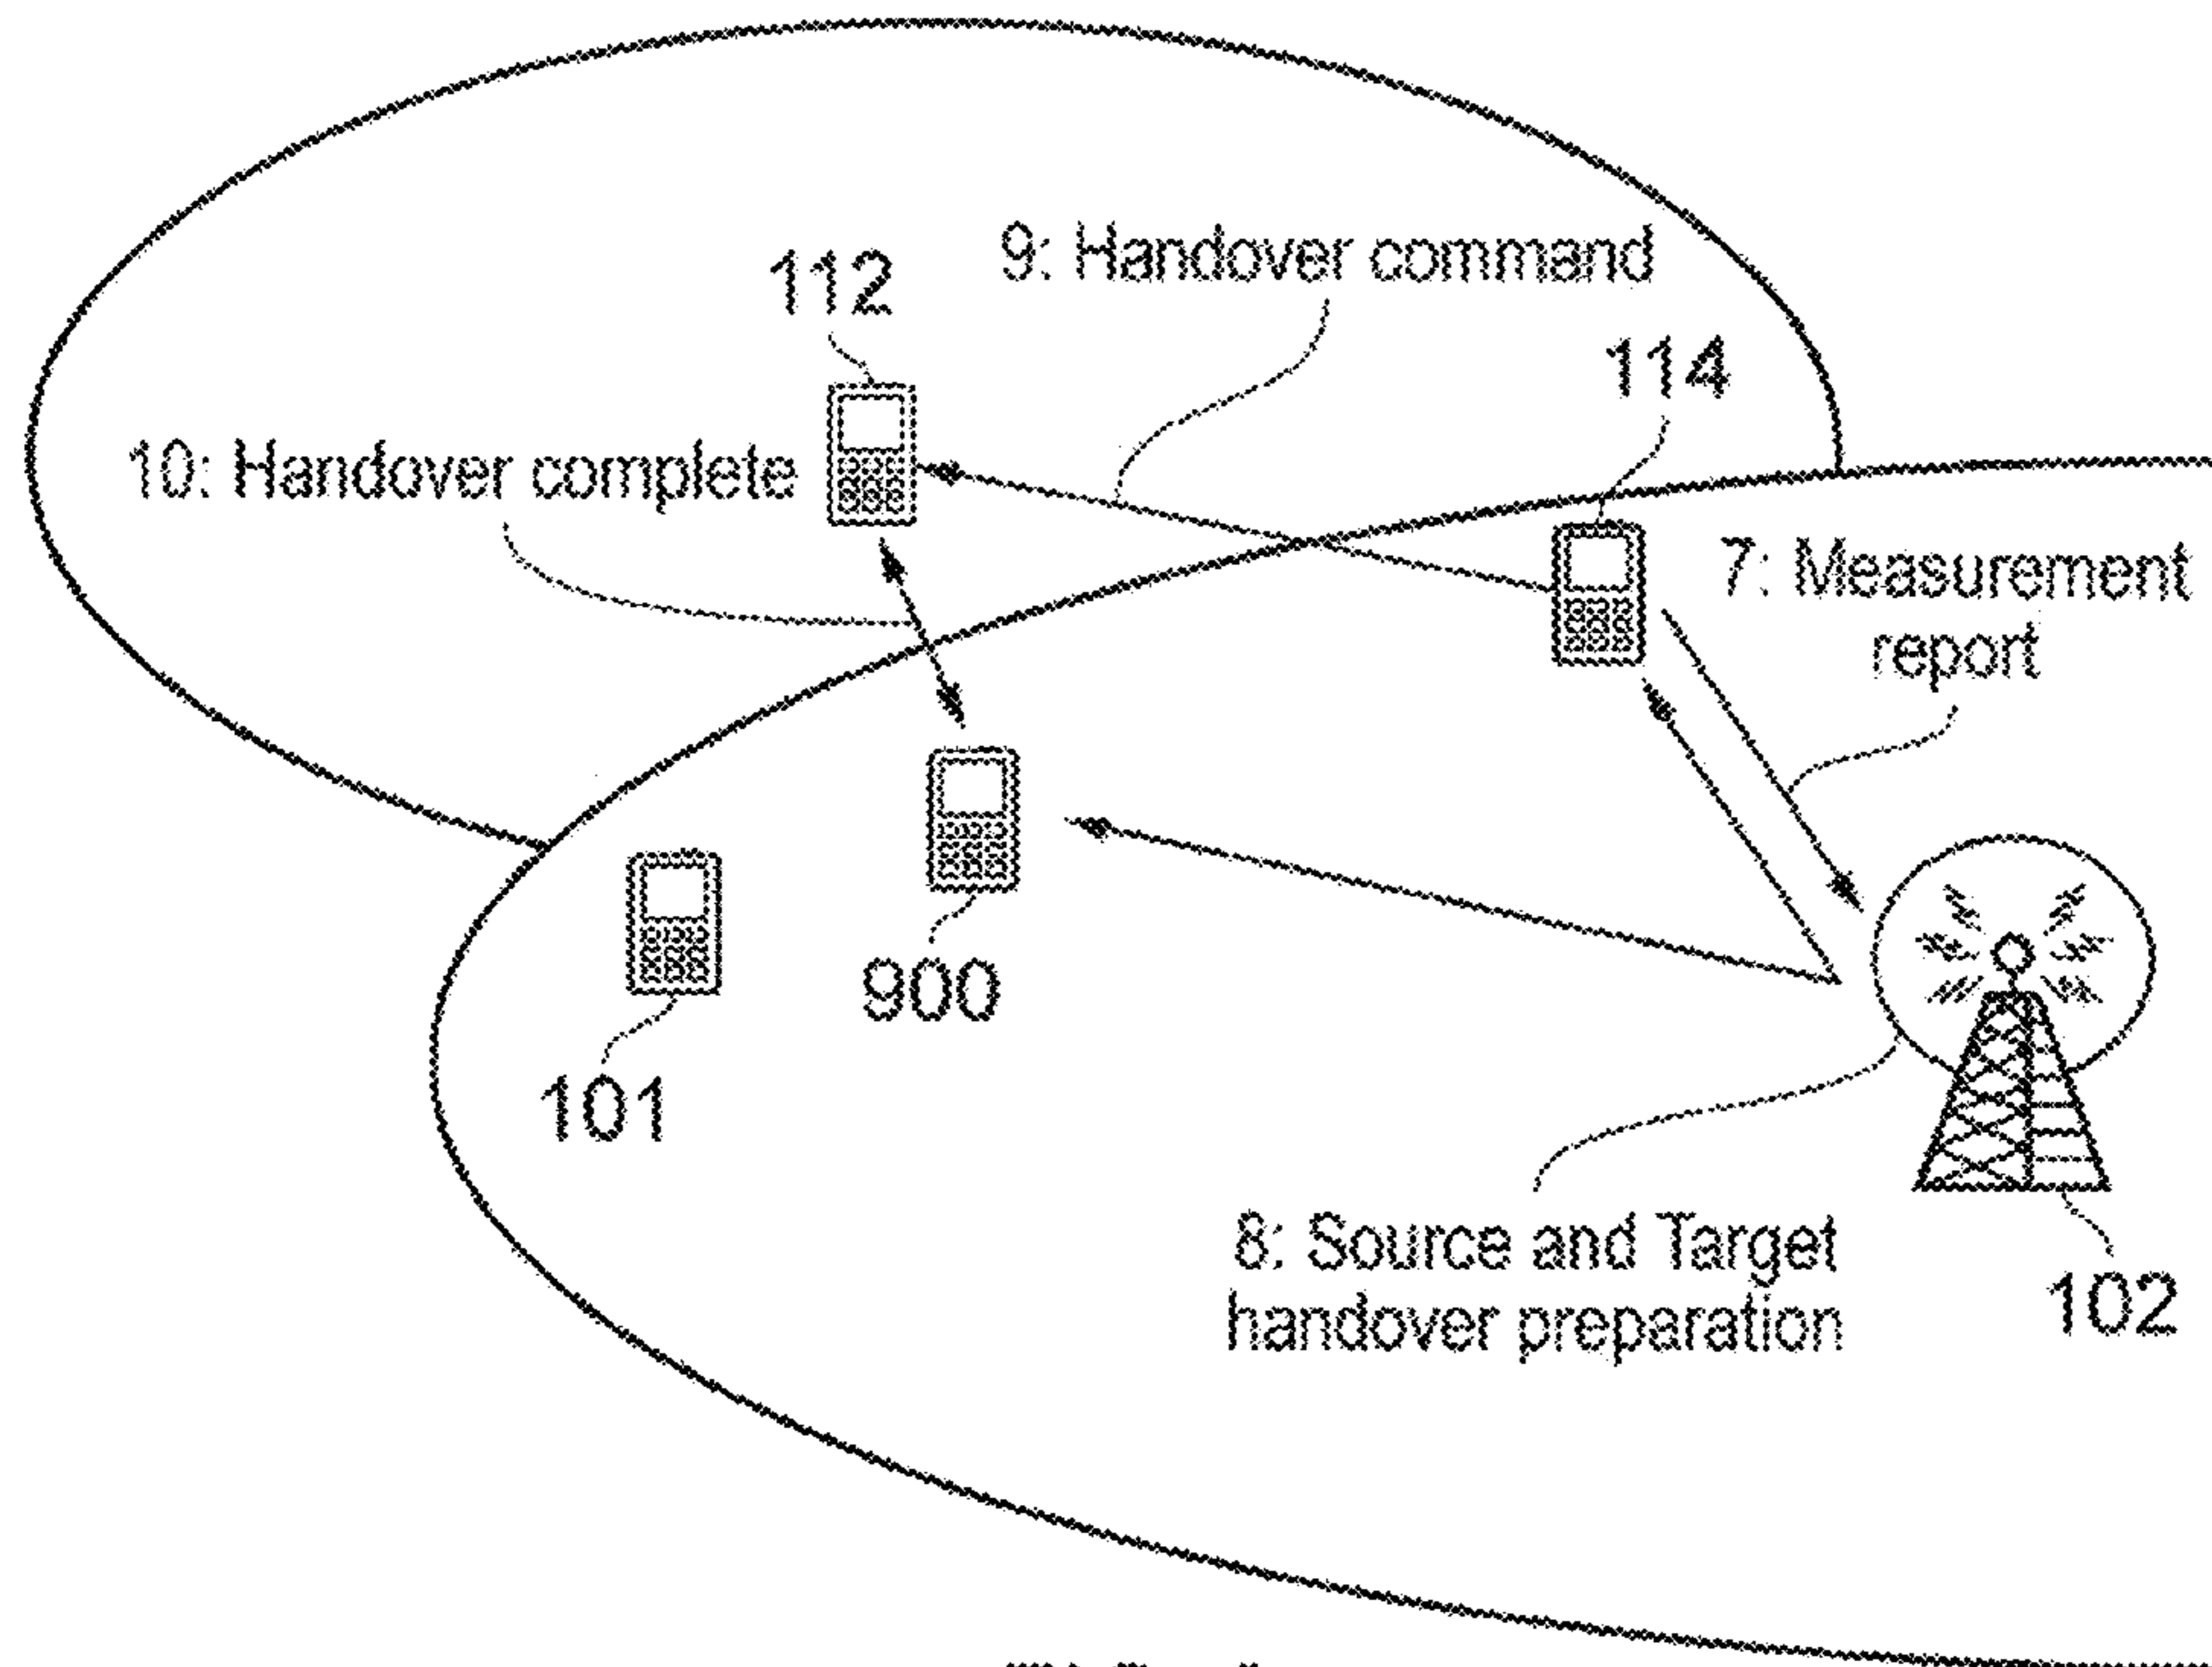 9: Handover command
112
114
10: Handover complete
7: Measurement
report
900
101
8: Source and Target
handover preparation
102